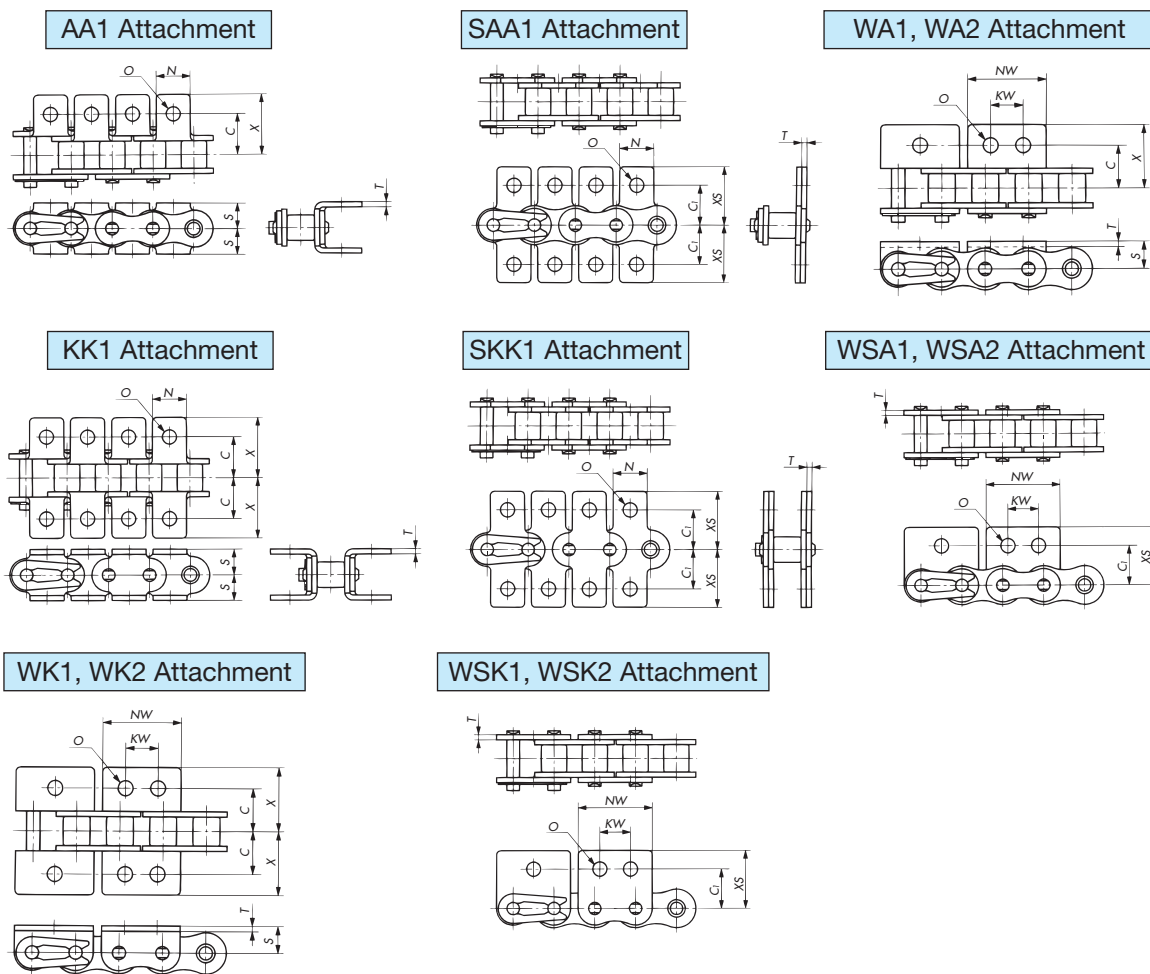 AA1 Attachment
O
N
C
X
S
S
T
SAA1 Attachment
O
N
T
C1
XS
C1
XS
WA1, WA2 Attachment
NW
KW
O
C
X
T
S
KK1 Attachment
O
N
C
X
C
X
S
S
T
SKK1 Attachment
O
N
T
C1
XS
C1
XS
WSA1, WSA2 Attachment
T
NW
KW
O
C1
XS
WK1, WK2 Attachment
NW
KW
O
C
X
C
X
T
S
WSK1, WSK2 Attachment
T
NW
KW
O
C1
XS